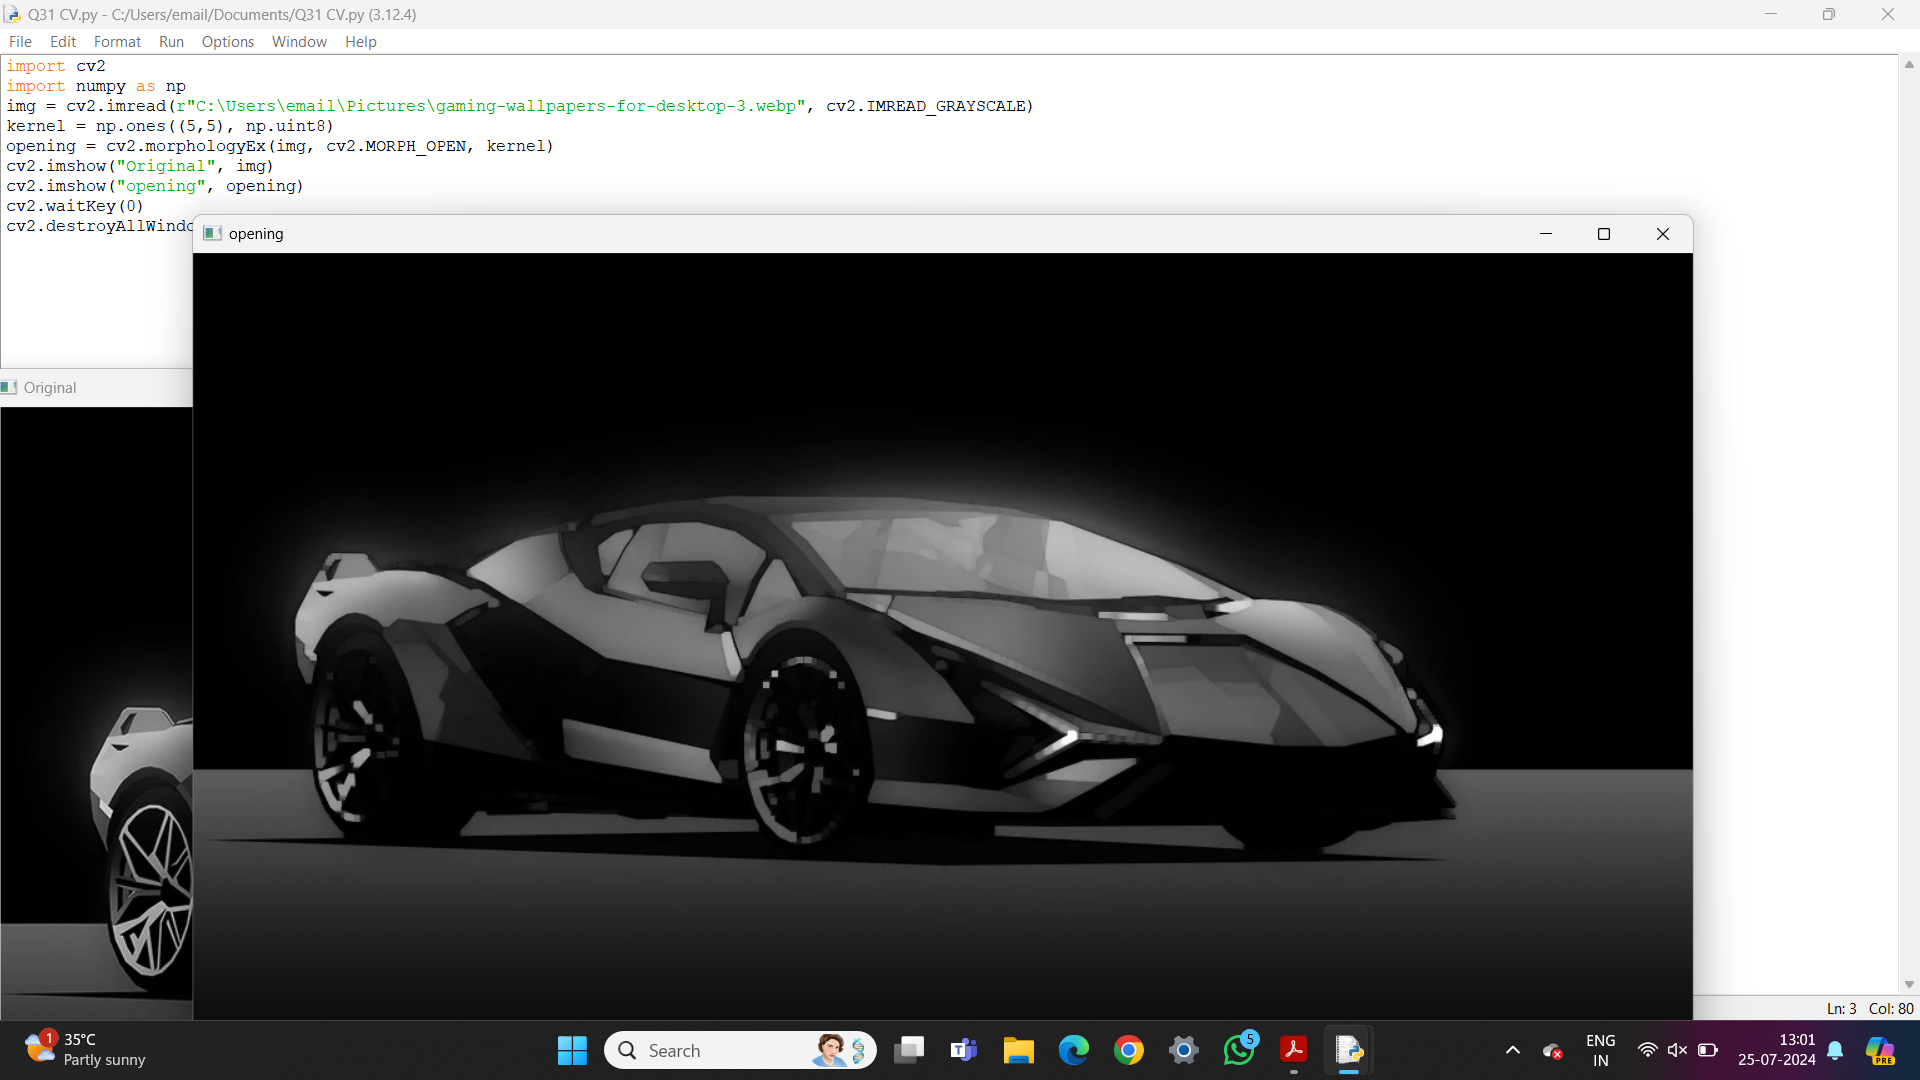 Q31 CV.py - C:/Users/email/Documents/Q31 CV.py (3.12.4)
File Edit Format Run Options Window Help
import cv2
import numpy as np
img = cv2.imread(r"C:\Users\email\Pictures\gaming-wallpapers-for-desktop-3.webp", cv2.IMREAD_GRAYSCALE)
kernel = np.ones((5,5), np.uint8)
opening = cv2.morphologyEx(img, cv2.MORPH_OPEN, kernel)
cv2.imshow("Original", img)
cv2.imshow("opening", opening)
cv2.waitKey(0)
cv2.destroyAllWindo
opening
Original
Ln: 3 Col: 80
1
35°C
Partly sunny
Search
5
ENG
IN
13:01
25-07-2024
PRE